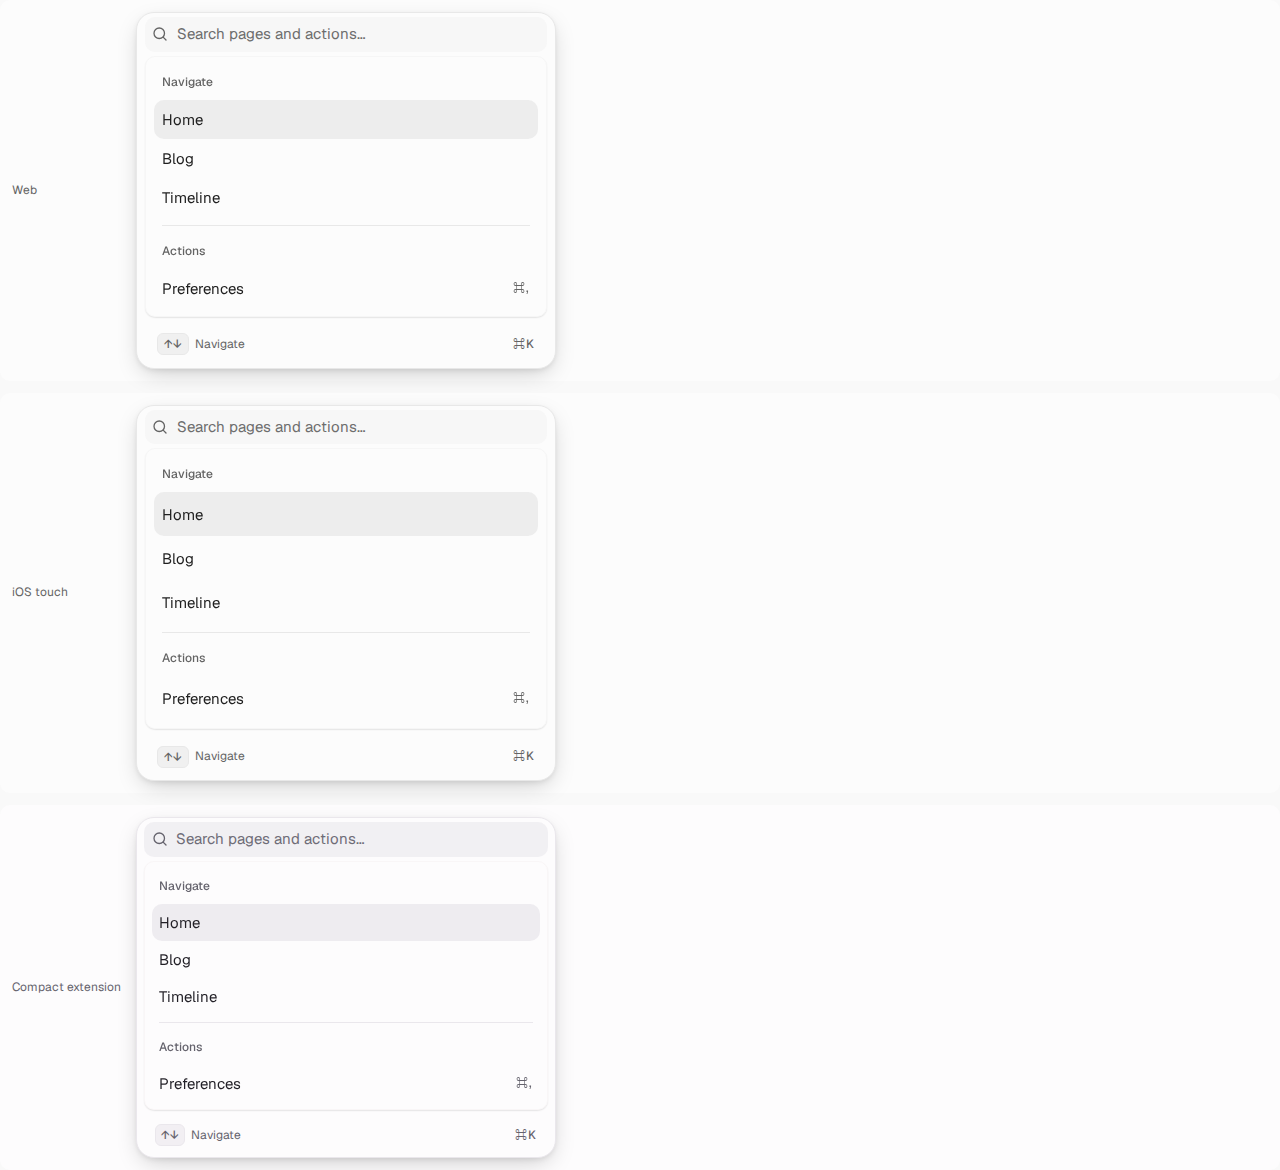 Web
Search pages and actions…
Navigate
Home
Blog
Timeline
Actions
Preferences ⌘,
↑↓ Navigate ⌘K
iOS touch
Search pages and actions…
Navigate
Home
Blog
Timeline
Actions
Preferences ⌘,
↑↓ Navigate ⌘K
Compact extension
Search pages and actions…
Navigate
Home
Blog
Timeline
Actions
Preferences ⌘,
↑↓ Navigate ⌘K